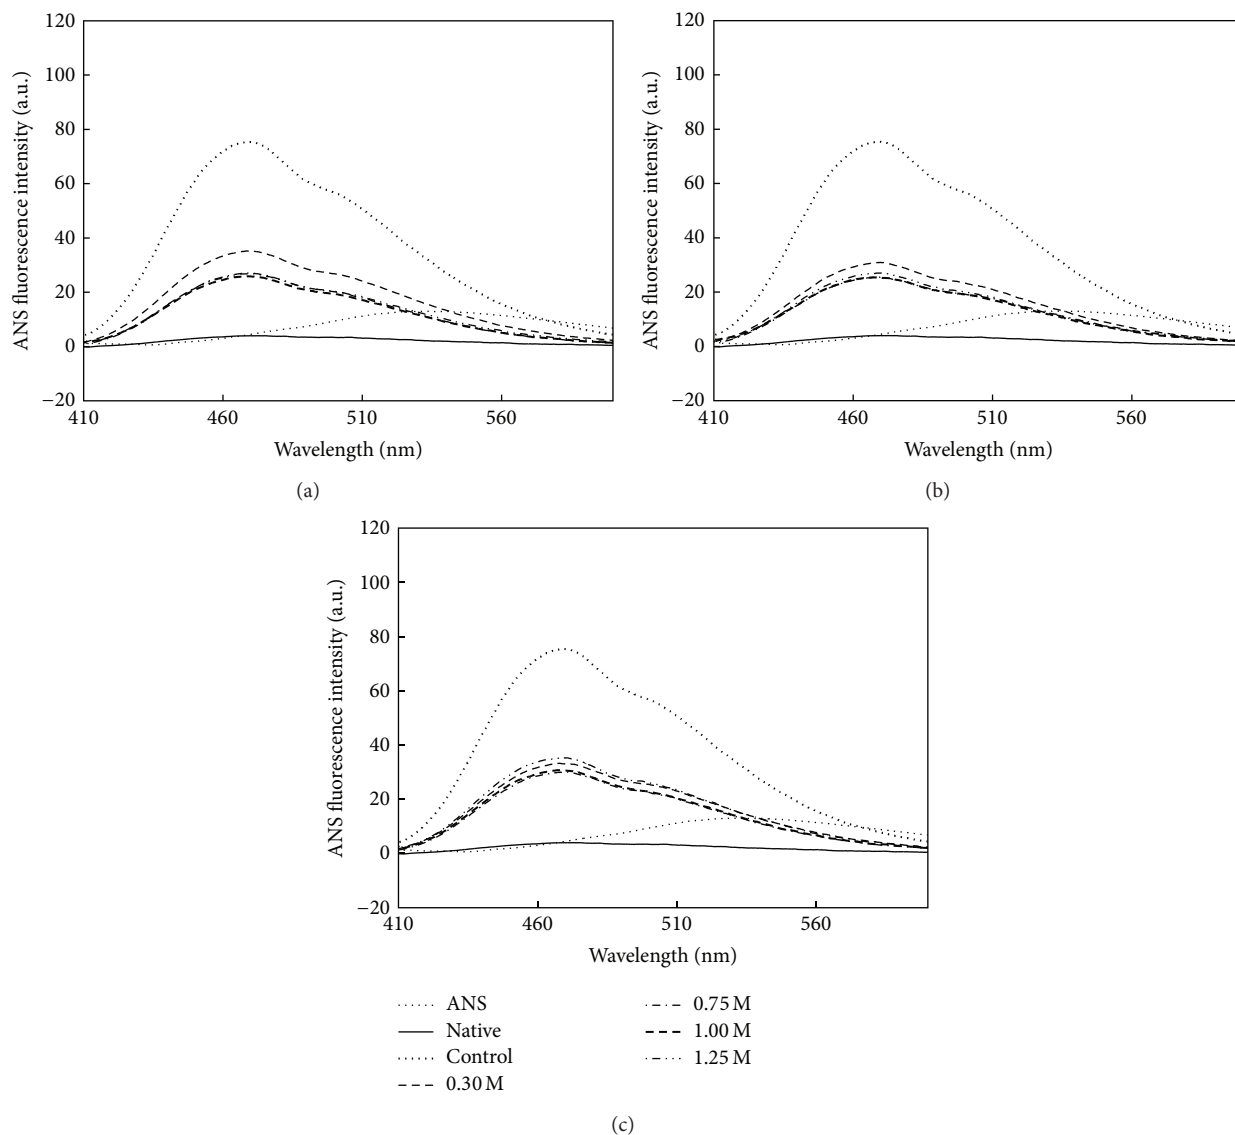 120
100
80
60
40
20
0
−20
410
460
510
560
ANS fluorescence intensity (a.u.)
Wavelength (nm)
(a)
120
100
80
60
40
20
0
−20
410
460
510
560
ANS fluorescence intensity (a.u.)
Wavelength (nm)
(b)
120
100
80
60
40
20
0
−20
410
460
510
560
ANS fluorescence intensity (a.u.)
Wavelength (nm)
ANS
Native
Control
0.30 M
0.75 M
1.00 M
1.25 M
(c)